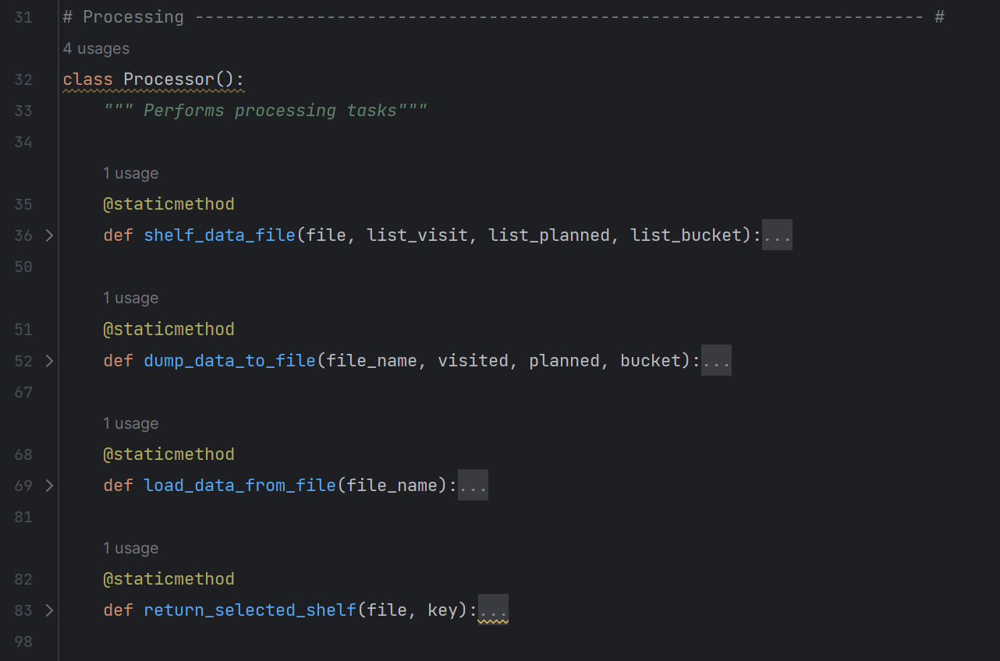 31 # Processing ------------------------------------------------------------------------ #
4 usages
32 class Processor():
33 """ Performs processing tasks"""
34
1 usage
35 @staticmethod
36 def shelf_data_file(file, list_visit, list_planned, list_bucket):...
50
1 usage
51 @staticmethod
52 def dump_data_to_file(file_name, visited, planned, bucket):...
67
1 usage
68 @staticmethod
69 def load_data_from_file(file_name):...
81
1 usage
82 @staticmethod
83 def return_selected_shelf(file, key):...
98